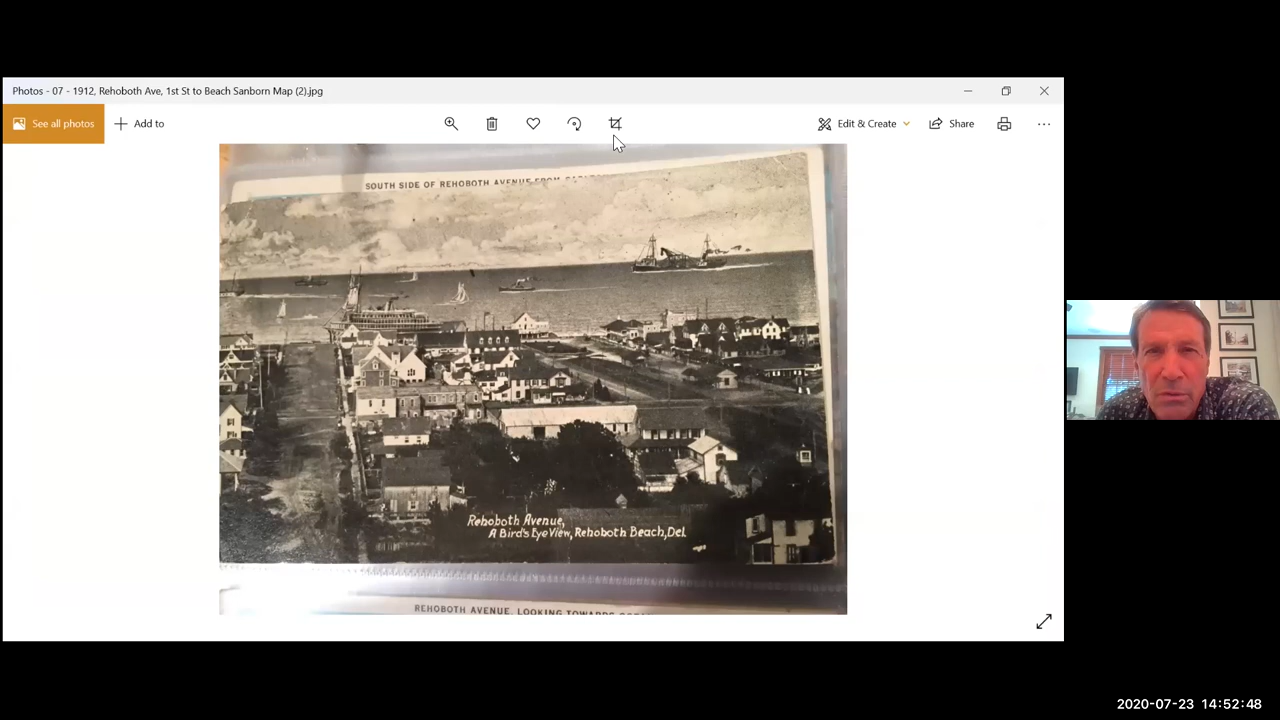 Photos - 07 - 1912, Rehoboth Ave, 1st St to Beach Sanborn Map (2).jpg
See all photos
Add to
Edit & Create
Share
SOUTH SIDE OF REHOBOTH AVENUE FROM
Rehoboth Avenue,
A Bird's Eye View, Rehoboth Beach, Del.
REHOBOTH AVENUE, LOOKING TOWARDS
2020-07-23 14:52:48